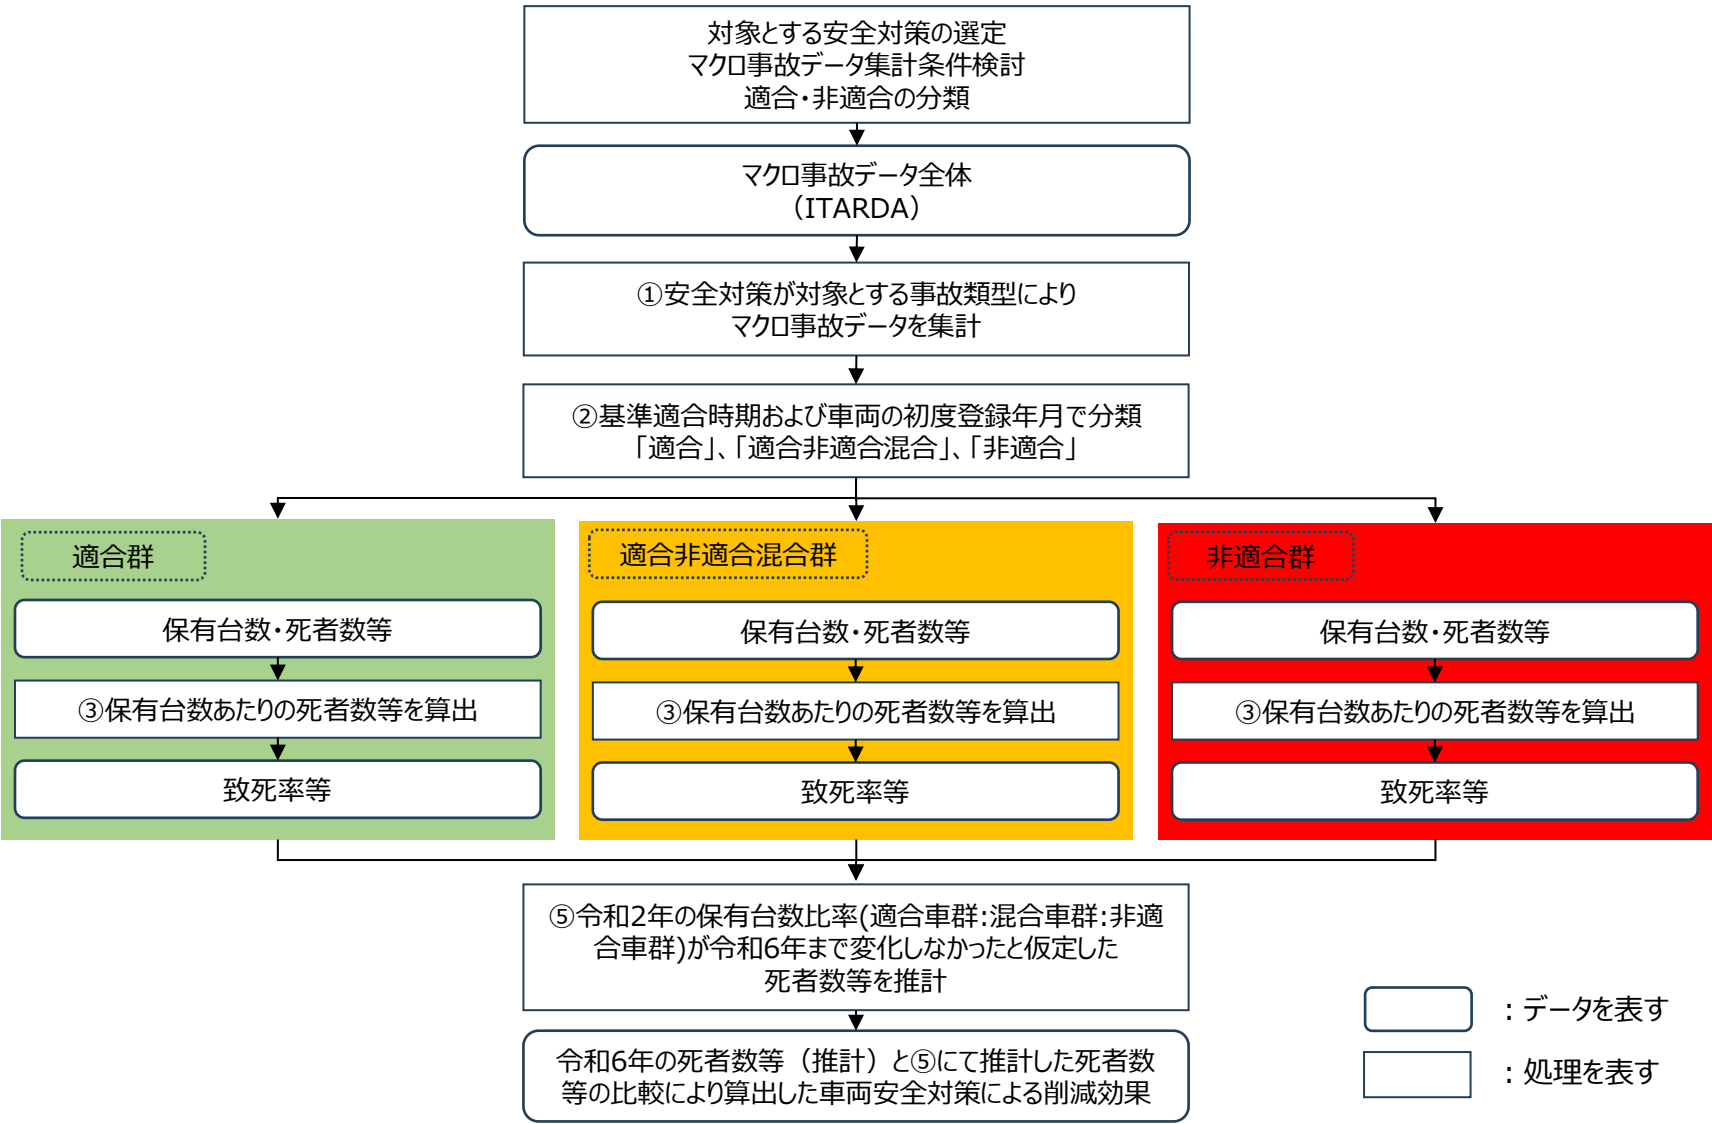 対象とする安全対策の選定
マクロ事故データ集計条件検討
適合・非適合の分類
マクロ事故データ全体
（ITARDA）
①安全対策が対象とする事故類型により
マクロ事故データを集計
②基準適合時期および車両の初度登録年月で分類
「適合」、「適合非適合混合」、「非適合」
適合群
保有台数・死者数等
③保有台数あたりの死者数等を算出
致死率等
適合非適合混合群
保有台数・死者数等
③保有台数あたりの死者数等を算出
致死率等
非適合群
保有台数・死者数等
③保有台数あたりの死者数等を算出
致死率等
⑤令和2年の保有台数比率(適合車群:混合車群:非適
合車群)が令和6年まで変化しなかったと仮定した
死者数等を推計
令和6年の死者数等（推計）と⑤にて推計した死者数
等の比較により算出した車両安全対策による削減効果
：データを表す
：処理を表す